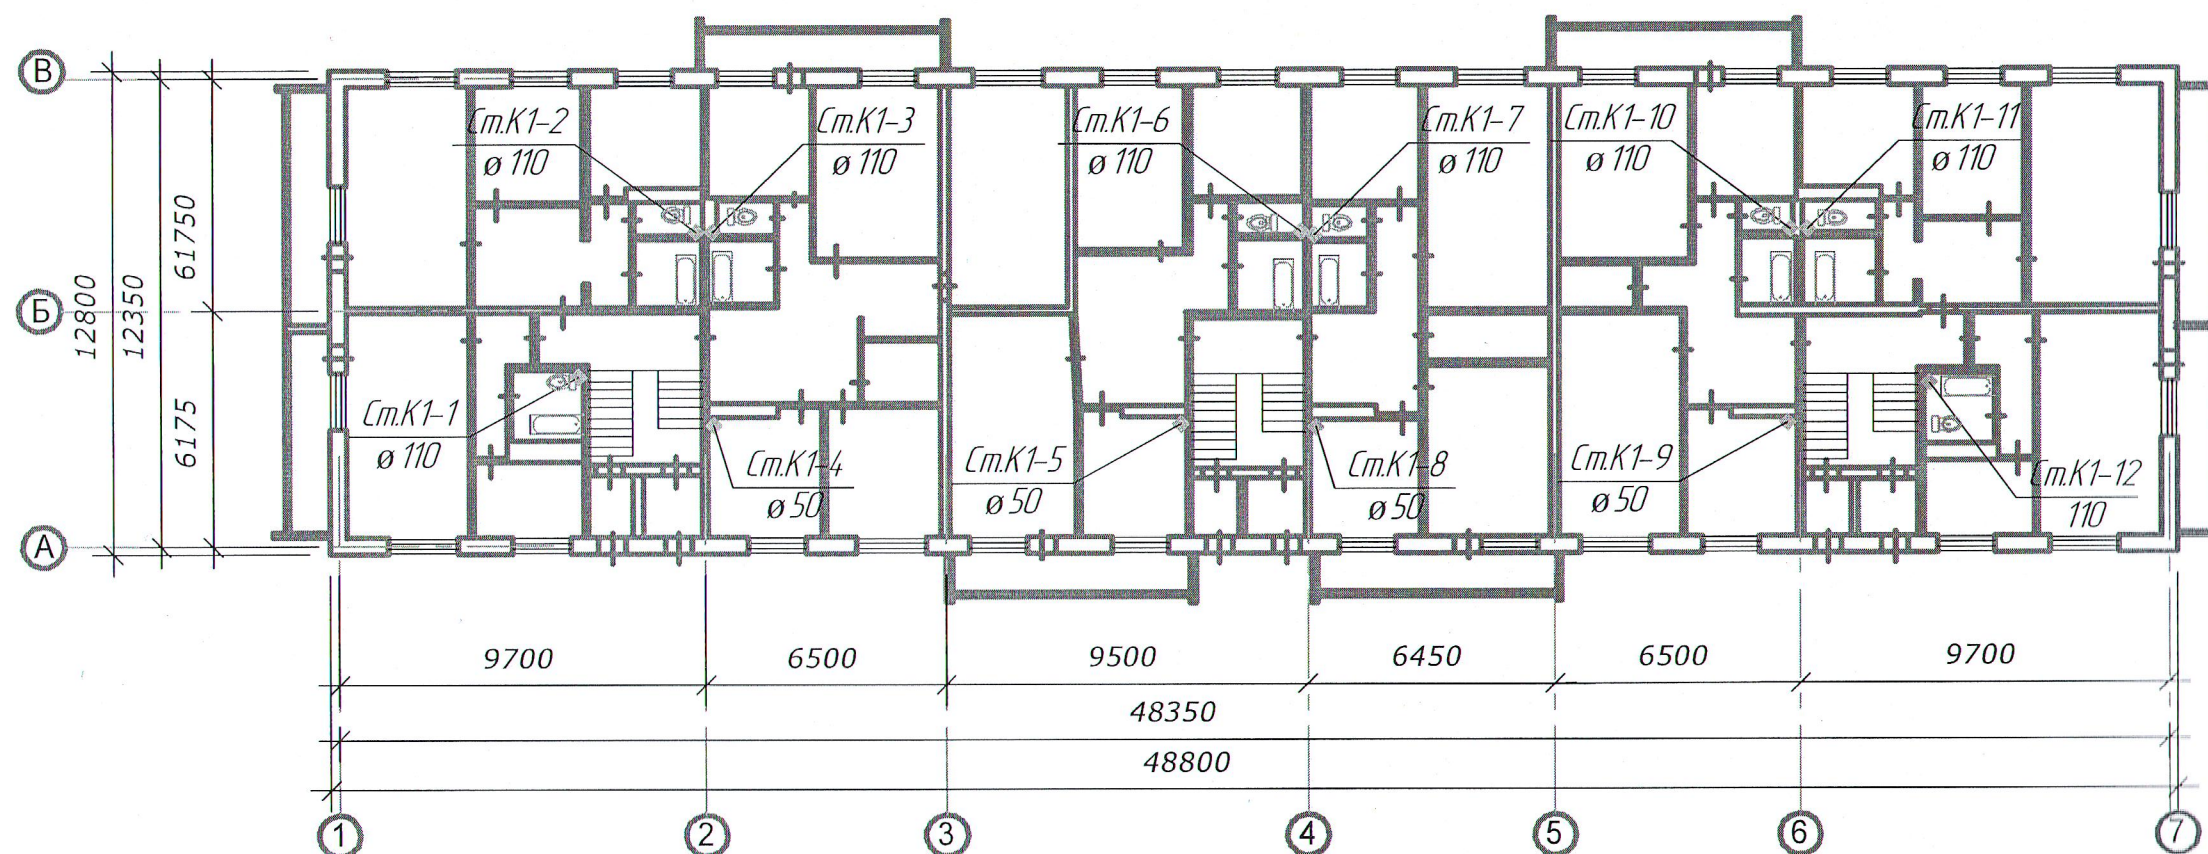 В
Ст.К1-2
ø 110
Ст.К1-3
ø 110
Ст.К1-6
ø 110
Ст.К1-7
ø 110
Ст.К1-10
ø 110
Ст.К1-11
ø 110
61750
12800
12350
Б
6175
Ст.К1-1
ø 110
Ст.К1-4
ø 50
Ст.К1-5
ø 50
Ст.К1-8
ø 50
Ст.К1-9
ø 50
Ст.К1-12
110
А
9700
6500
9500
6450
6500
9700
48350
48800
1
2
3
4
5
6
7